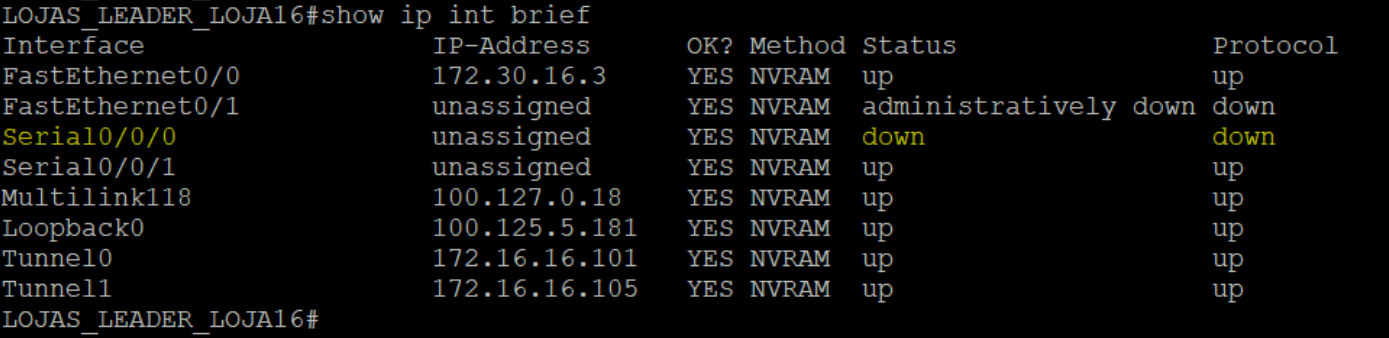 LOJAS_LEADER_LOJA16#show ip int brief
Interface IP-Address OK? Method Status Protocol
FastEthernet0/0 172.30.16.3 YES NVRAM up up
FastEthernet0/1 unassigned YES NVRAM administratively down down
Serial0/0/0 unassigned YES NVRAM down down
Serial0/0/1 unassigned YES NVRAM up up
Multilink118 100.127.0.18 YES NVRAM up up
Loopback0 100.125.5.181 YES NVRAM up up
Tunnel0 172.16.16.101 YES NVRAM up up
Tunnel1 172.16.16.105 YES NVRAM up up
LOJAS_LEADER_LOJA16#